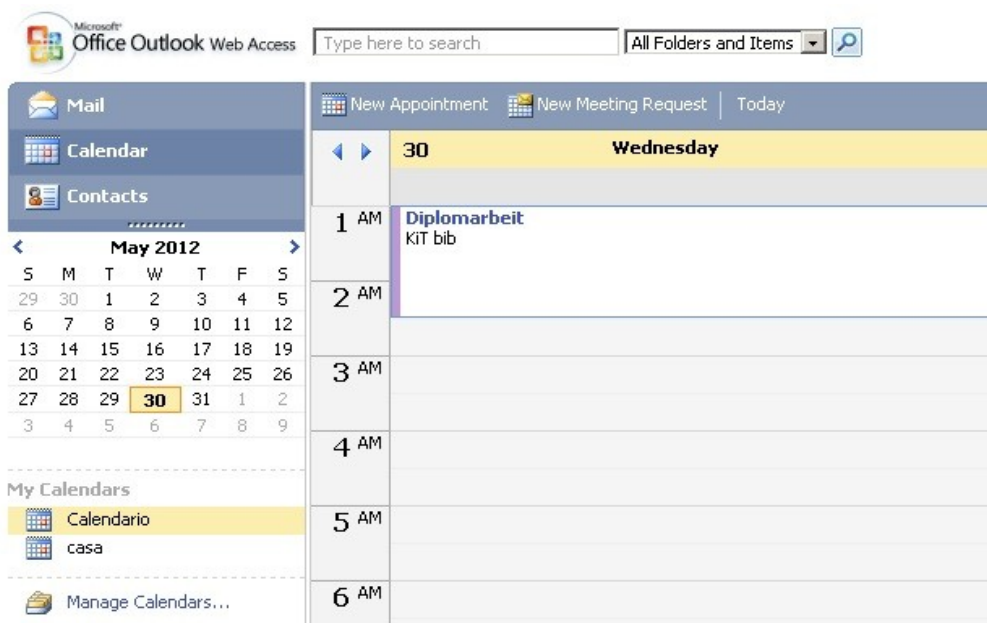 Microsoft®
Office Outlook Web Access
Type here to search
All Folders and Items
Mail
Calendar
Contacts
May 2012
S M T W T F S
29 30 1 2 3 4 5
6 7 8 9 10 11 12
13 14 15 16 17 18 19
20 21 22 23 24 25 26
27 28 29 30 31 1 2
3 4 5 6 7 8 9
My Calendars
Calendario
casa
Manage Calendars...
New Appointment New Meeting Request Today
30 Wednesday
1 AM
Diplomarbeit
KiT bib
2 AM
3 AM
4 AM
5 AM
6 AM